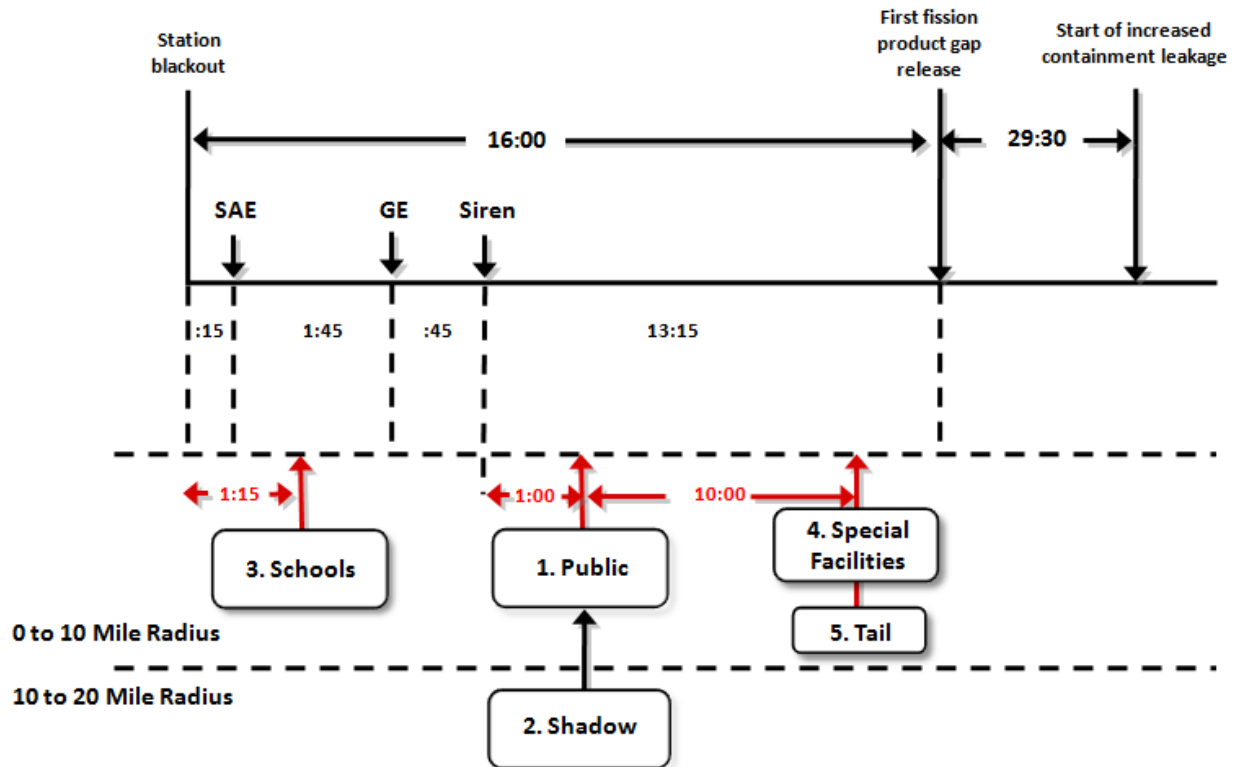 Station
blackout
First fission
product gap
release
Start of increased
containment leakage
16:00
29:30
SAE
GE
Siren
:15
1:45
:45
13:15
1:15
1:00
10:00
3. Schools
1. Public
4. Special
Facilities
5. Tail
0 to 10 Mile Radius
10 to 20 Mile Radius
2. Shadow